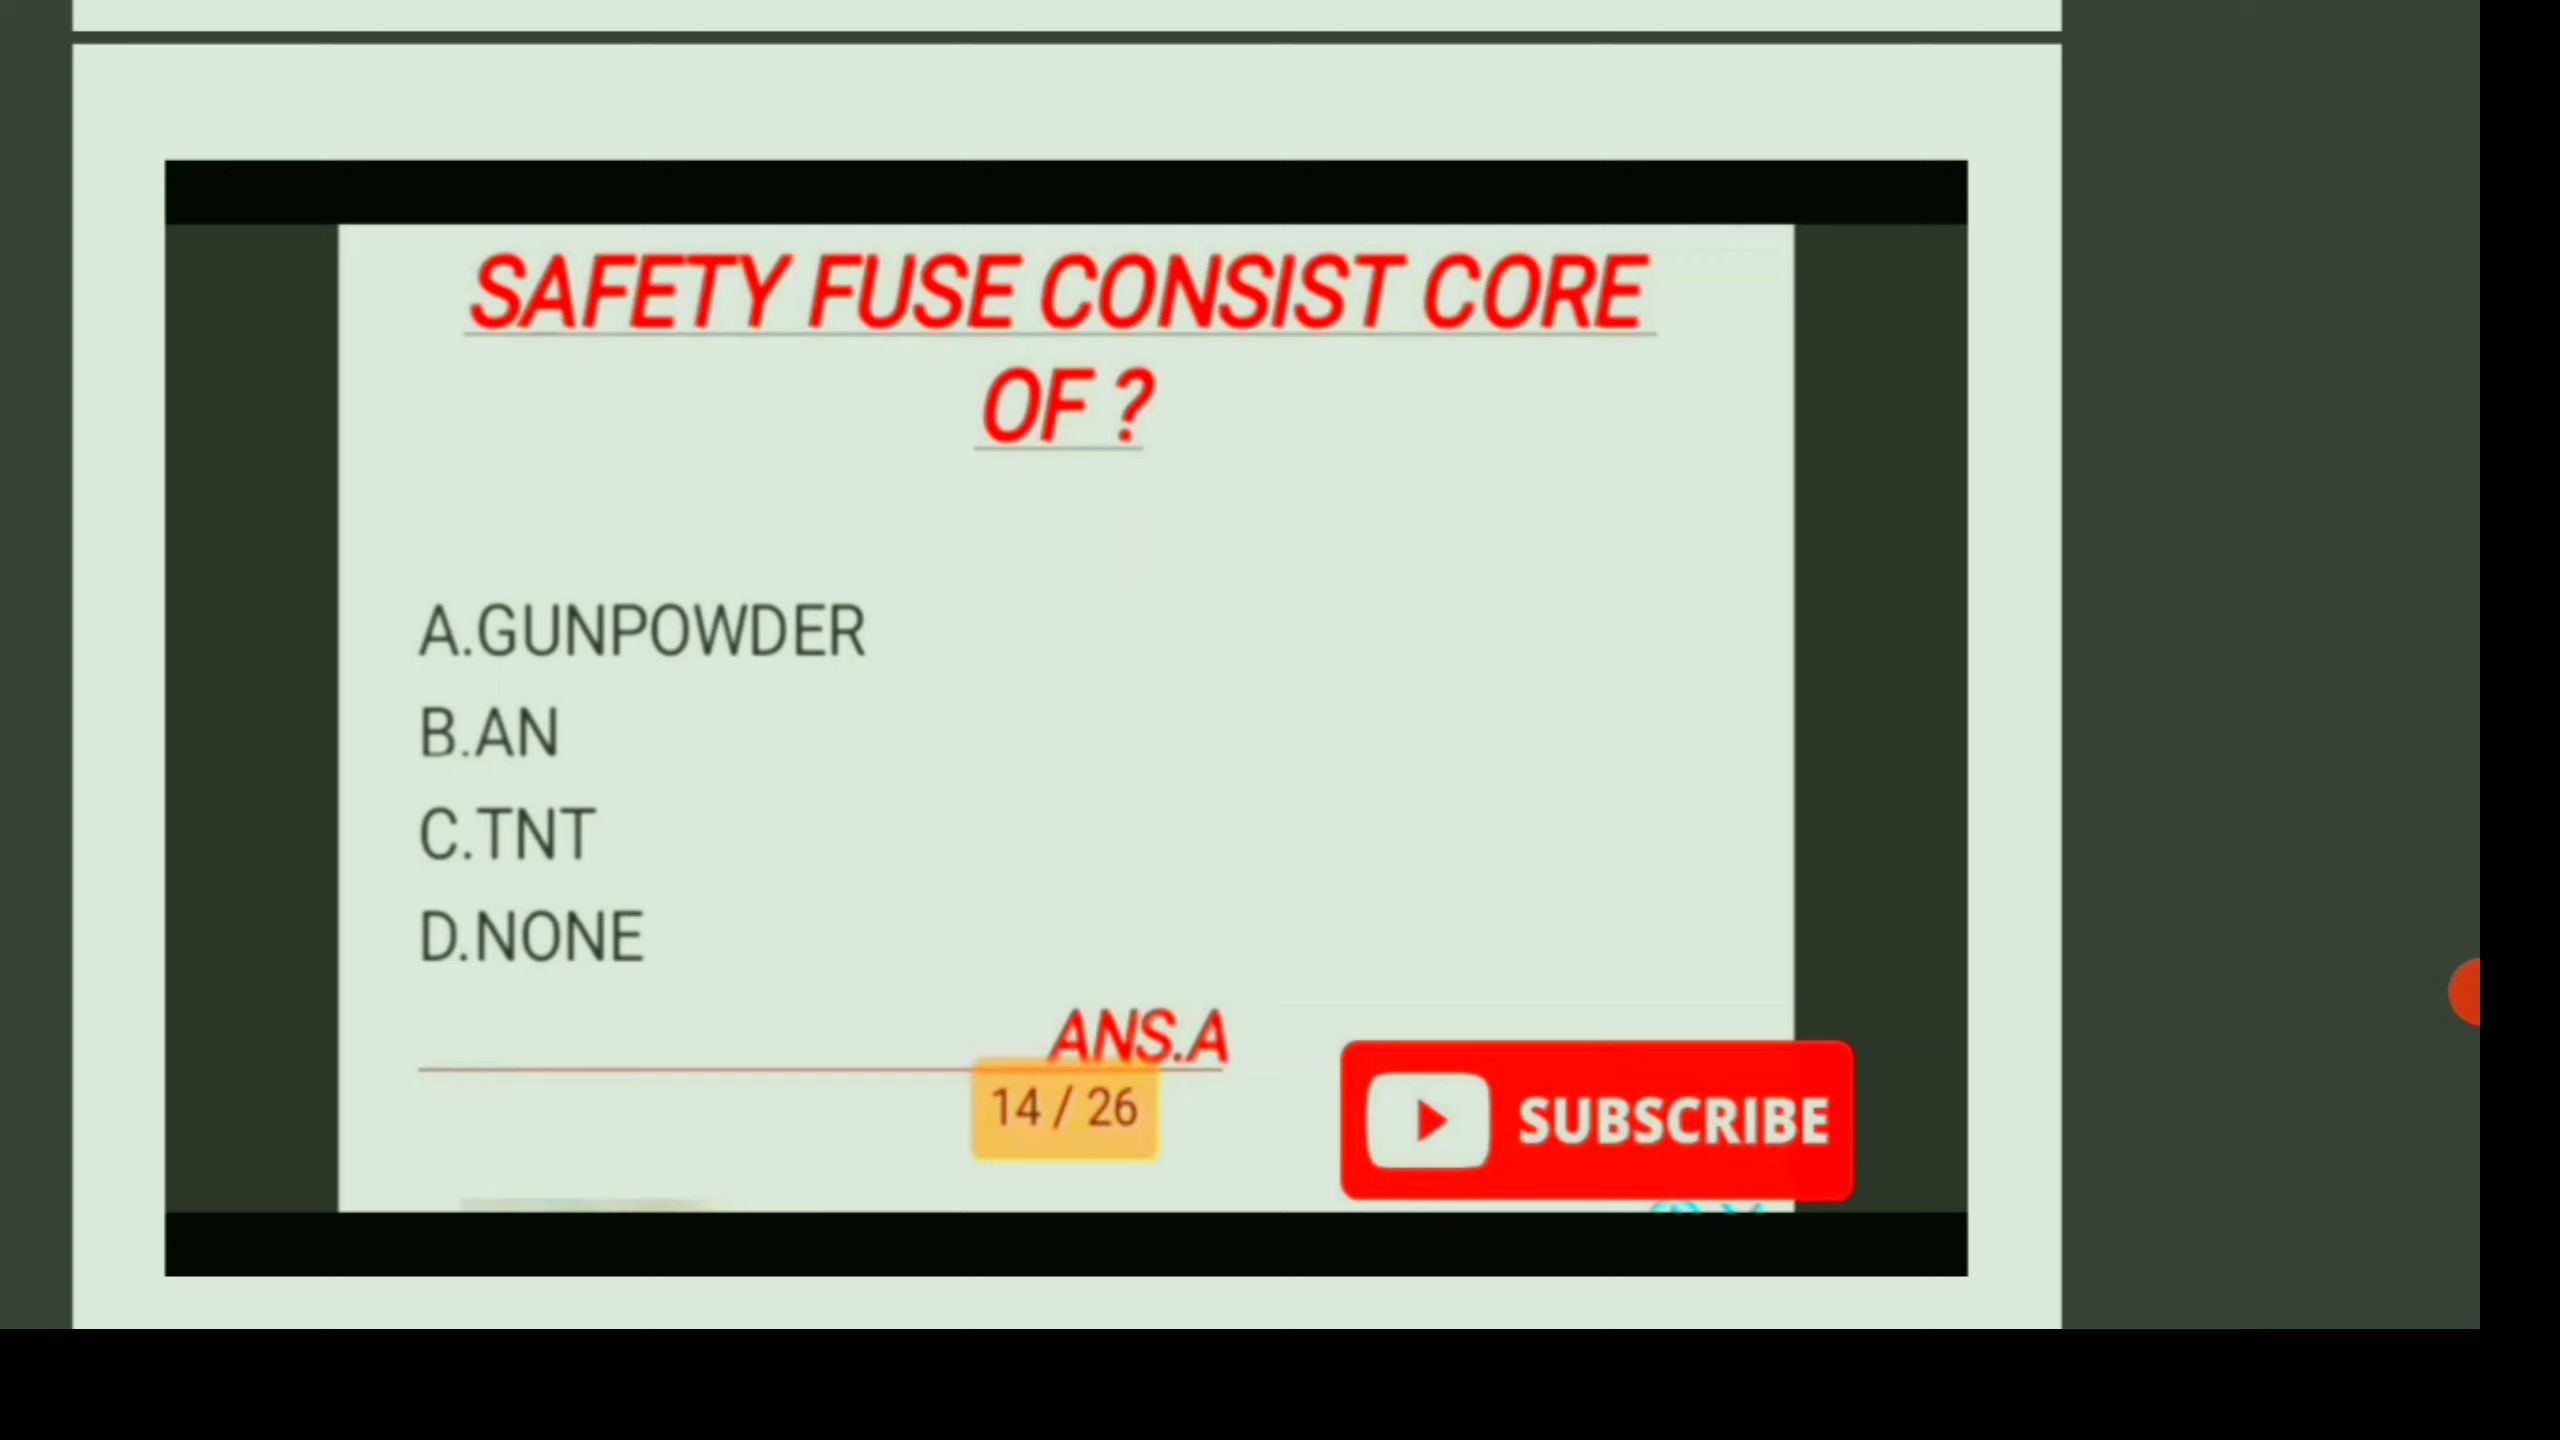 SAFETY FUSE CONSIST CORE
OF ?
A.GUNPOWDER
B.AN
C.TNT
D.NONE
ANS.A
14 / 26
SUBSCRIBE